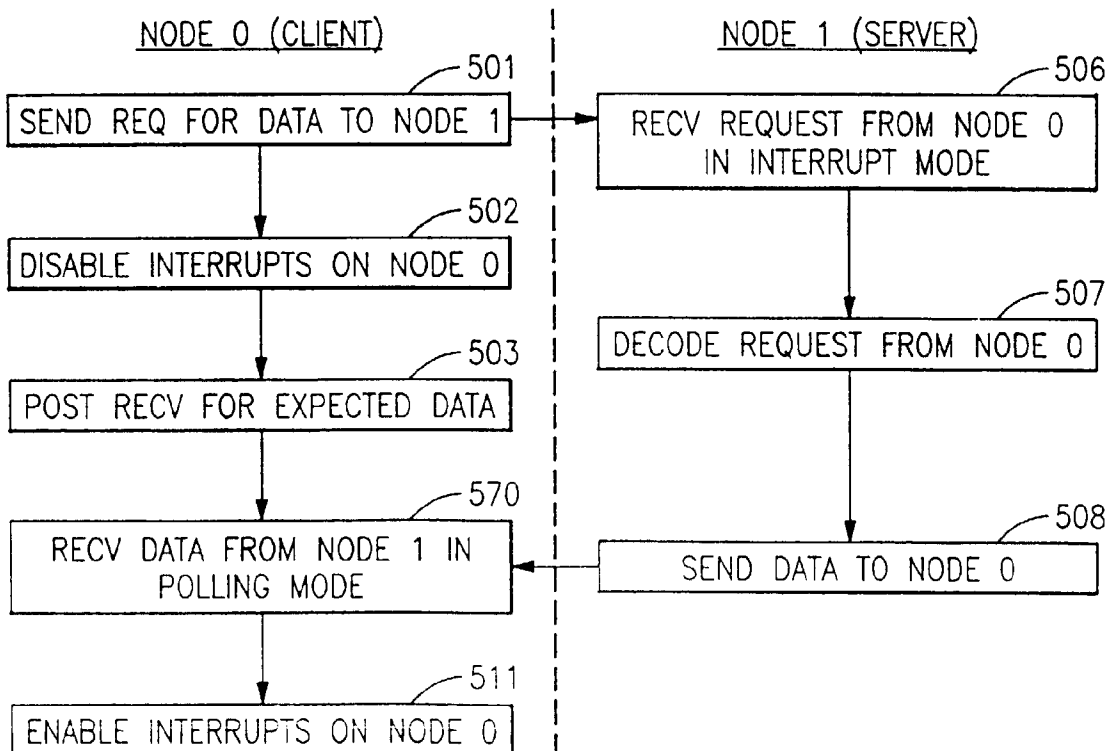 NODE 0 (CLIENT)
501
SEND REQ FOR DATA TO NODE 1
502
DISABLE INTERRUPTS ON NODE 0
503
POST RECV FOR EXPECTED DATA
570
RECV DATA FROM NODE 1 IN
POLLING MODE
511
ENABLE INTERRUPTS ON NODE 0
NODE 1 (SERVER)
506
RECV REQUEST FROM NODE 0
IN INTERRUPT MODE
507
DECODE REQUEST FROM NODE 0
508
SEND DATA TO NODE 0